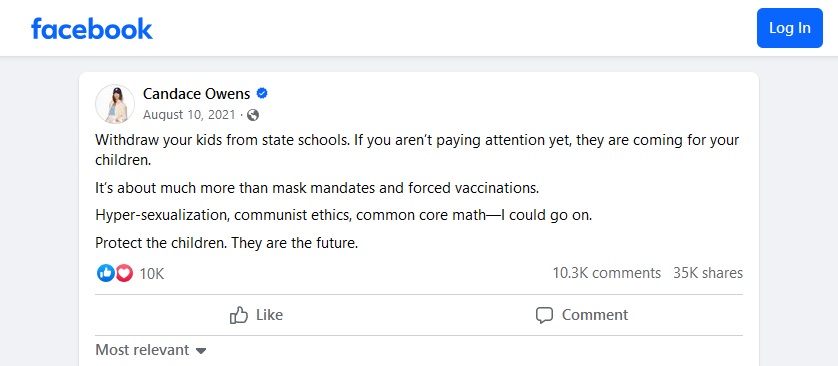 facebook
Log In
Candace Owens
August 10, 2021 ·
Withdraw your kids from state schools. If you aren’t paying attention yet, they are coming for your
children.
It’s about much more than mask mandates and forced vaccinations.
Hyper-sexualization, communist ethics, common core math—I could go on.
Protect the children. They are the future.
10K
10.3K comments 35K shares
Like
Comment
Most relevant